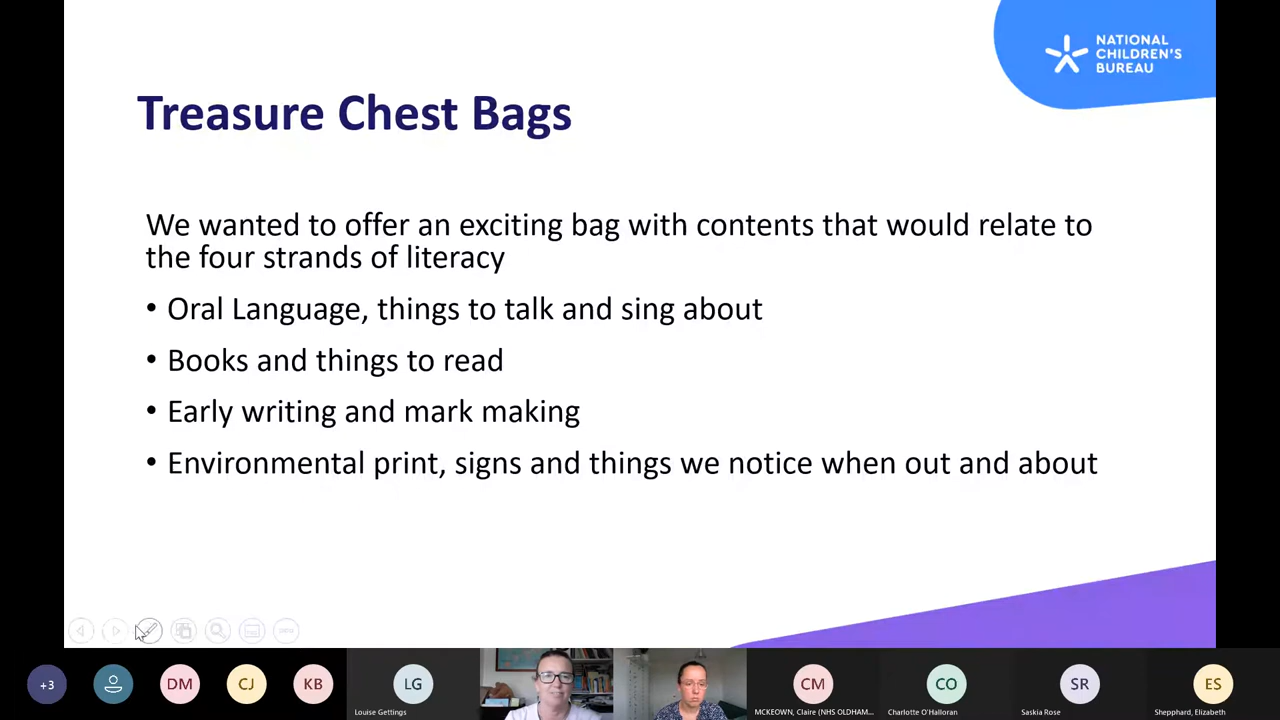 NATIONAL
CHILDREN'S
BUREAU
Treasure Chest Bags
We wanted to offer an exciting bag with contents that would relate to
the four strands of literacy
• Oral Language, things to talk and sing about
• Books and things to read
• Early writing and mark making
• Environmental print, signs and things we notice when out and about
+3
DM
CJ
KB
LG
CM
CO
SR
ES
Louise Gettings
MCKEOWN, Claire (NHS OLDHAM...
Charlotte O'Halloran
Saskia Rose
Shepphard, Elizabeth